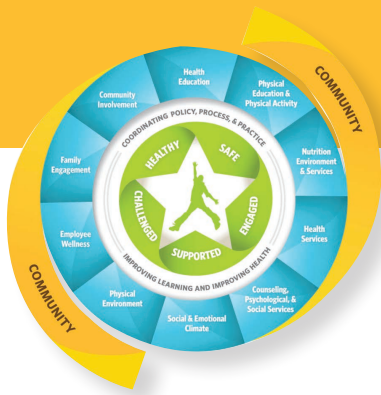 COMMUNITY
Health
Education
Physical
Education &
Physical Activity
Nutrition
Environment
& Services
Health
Services
Counseling,
Psychological, &
Social Services
Social & Emotional
Climate
Physical
Environment
Employee
Wellness
Family
Engagement
Community
Involvement
COORDINATING POLICY, PROCESS, & PRACTICE
IMPROVING LEARNING AND IMPROVING HEALTH
HEALTHY
SAFE
ENGAGED
SUPPORTED
CHALLENGED
COMMUNITY